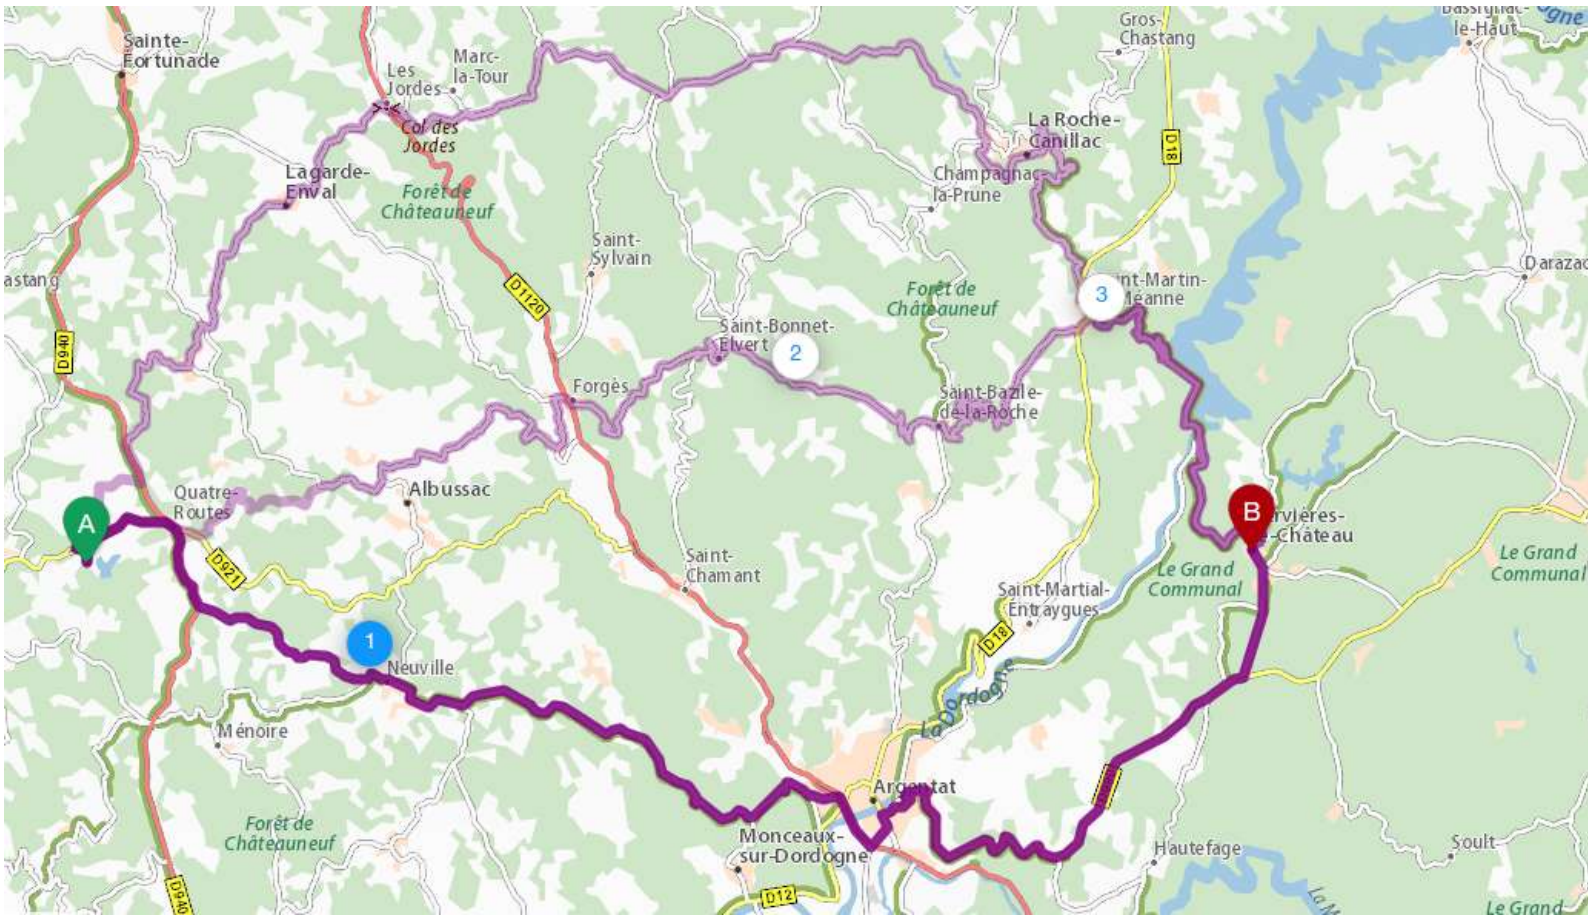 Sainte-
Fortunade
Les
Jordes
Marc-
la-Tour
Col des
Jordes
Gros-
Chastang
le-Haut
D18
La Roche-
Canillac
Champagnac-
la-Prune
Lagarde-
Enval
Forêt de
Châteauneuf
Saint-
Sylvain
astang
D940
D1120
Forêt de
Châteauneuf
3
int-Martin-
Méanne
Darazac
Saint-Bonnet-
Elvert
2
Forgès
Saint-Bazile-
de-la-Roche
Quatre-
Routes
Albussac
A
B
rvières-
e-Château
D921
Saint-
Chamant
Le Grand
Communal
Le Grand
Communal
Saint-Martial-
Entraygues
D18
1
Neuville
La Dordogne
Ménoire
Argentat
Forêt de
Châteauneuf
Monceaux-
sur-Dordogne
Hautefage
Soult
D940
D12
La M
Le Grand